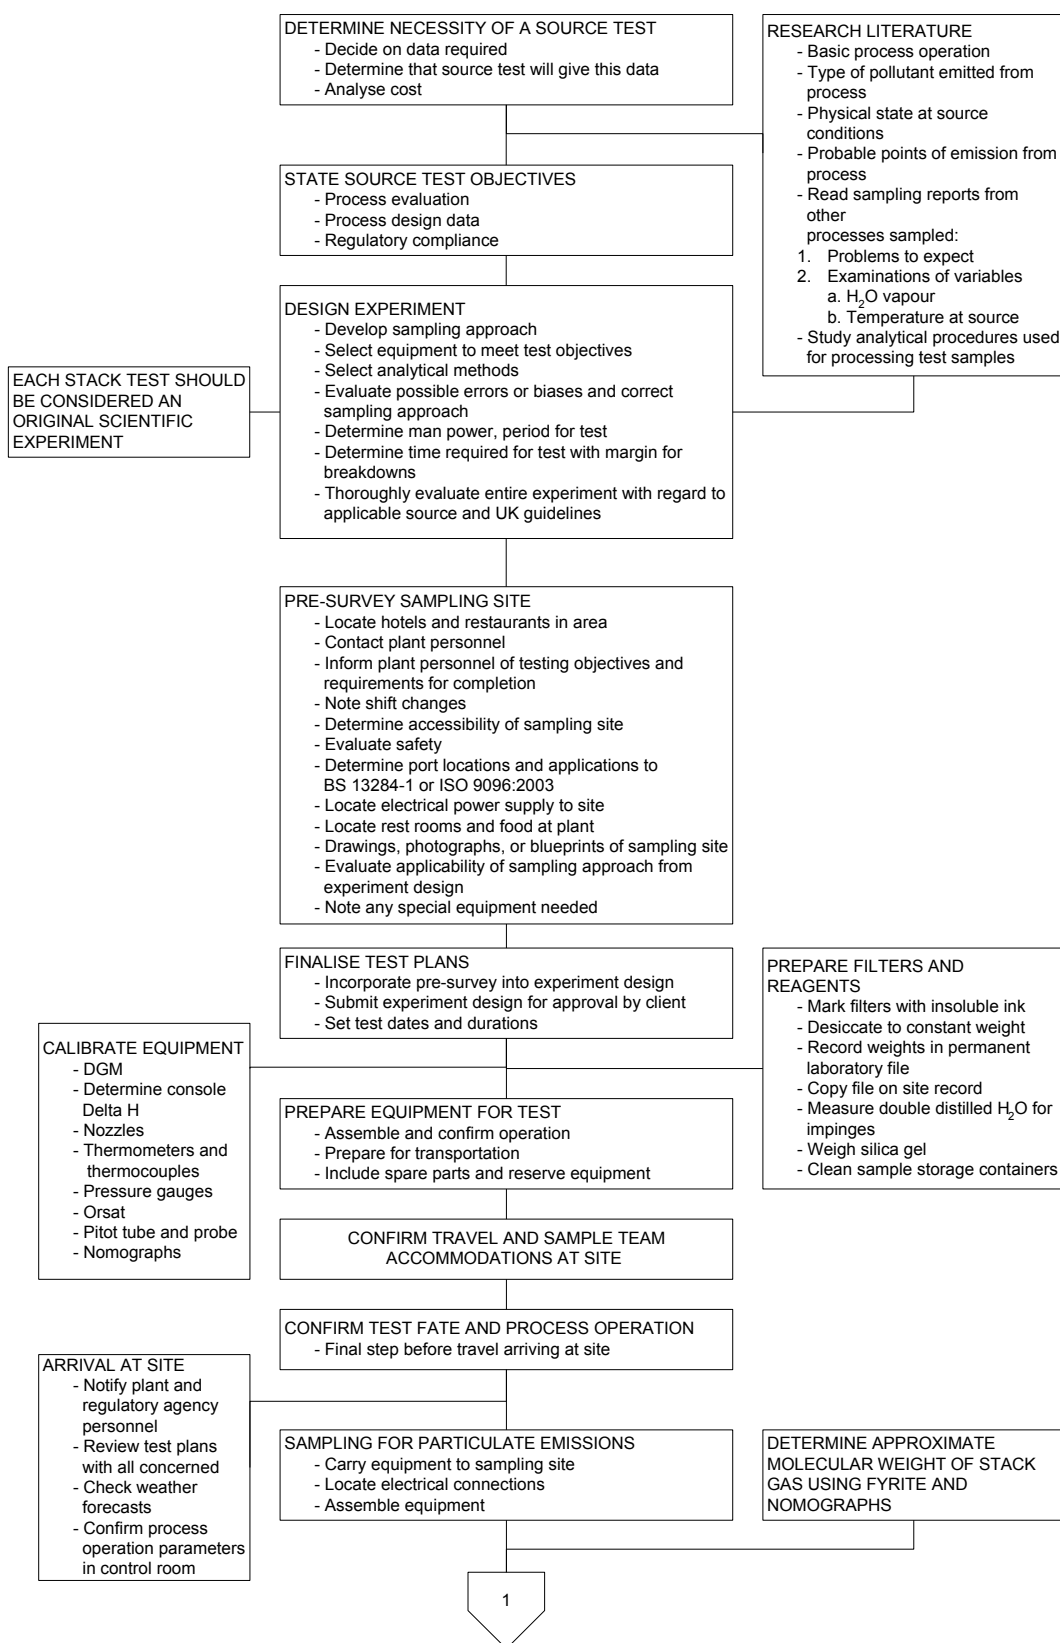 DETERMINE NECESSITY OF A SOURCE TEST
- Decide on data required
- Determine that source test will give this data
- Analyse cost
RESEARCH LITERATURE
- Basic process operation
- Type of pollutant emitted from
process
- Physical state at source
conditions
- Probable points of emission from
process
- Read sampling reports from
other
processes sampled:
1. Problems to expect
2. Examinations of variables
a. H₂O vapour
b. Temperature at source
- Study analytical procedures used
for processing test samples
STATE SOURCE TEST OBJECTIVES
- Process evaluation
- Process design data
- Regulatory compliance
DESIGN EXPERIMENT
- Develop sampling approach
- Select equipment to meet test objectives
- Select analytical methods
- Evaluate possible errors or biases and correct
sampling approach
- Determine man power, period for test
- Determine time required for test with margin for
breakdowns
- Thoroughly evaluate entire experiment with regard to
applicable source and UK guidelines
EACH STACK TEST SHOULD
BE CONSIDERED AN
ORIGINAL SCIENTIFIC
EXPERIMENT
PRE-SURVEY SAMPLING SITE
- Locate hotels and restaurants in area
- Contact plant personnel
- Inform plant personnel of testing objectives and
requirements for completion
- Note shift changes
- Determine accessibility of sampling site
- Evaluate safety
- Determine port locations and applications to
BS 13284-1 or ISO 9096:2003
- Locate electrical power supply to site
- Locate rest rooms and food at plant
- Drawings, photographs, or blueprints of sampling site
- Evaluate applicability of sampling approach from
experiment design
- Note any special equipment needed
FINALISE TEST PLANS
- Incorporate pre-survey into experiment design
- Submit experiment design for approval by client
- Set test dates and durations
PREPARE FILTERS AND
REAGENTS
- Mark filters with insoluble ink
- Desiccate to constant weight
- Record weights in permanent
laboratory file
- Copy file on site record
- Measure double distilled H₂O for
impinges
- Weigh silica gel
- Clean sample storage containers
CALIBRATE EQUIPMENT
- DGM
- Determine console
Delta H
- Nozzles
- Thermometers and
thermocouples
- Pressure gauges
- Orsat
- Pitot tube and probe
- Nomographs
PREPARE EQUIPMENT FOR TEST
- Assemble and confirm operation
- Prepare for transportation
- Include spare parts and reserve equipment
CONFIRM TRAVEL AND SAMPLE TEAM
ACCOMMODATIONS AT SITE
CONFIRM TEST FATE AND PROCESS OPERATION
- Final step before travel arriving at site
ARRIVAL AT SITE
- Notify plant and
regulatory agency
personnel
- Review test plans
with all concerned
- Check weather
forecasts
- Confirm process
operation parameters
in control room
SAMPLING FOR PARTICULATE EMISSIONS
- Carry equipment to sampling site
- Locate electrical connections
- Assemble equipment
DETERMINE APPROXIMATE
MOLECULAR WEIGHT OF STACK
GAS USING FYRITE AND
NOMOGRAPHS
1